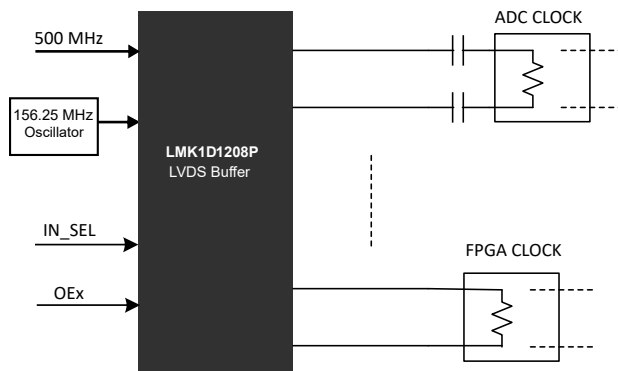 500 MHz
156.25 MHz
Oscillator
IN_SEL
OEx
LMK1D1208P
LVDS Buffer
ADC CLOCK
FPGA CLOCK